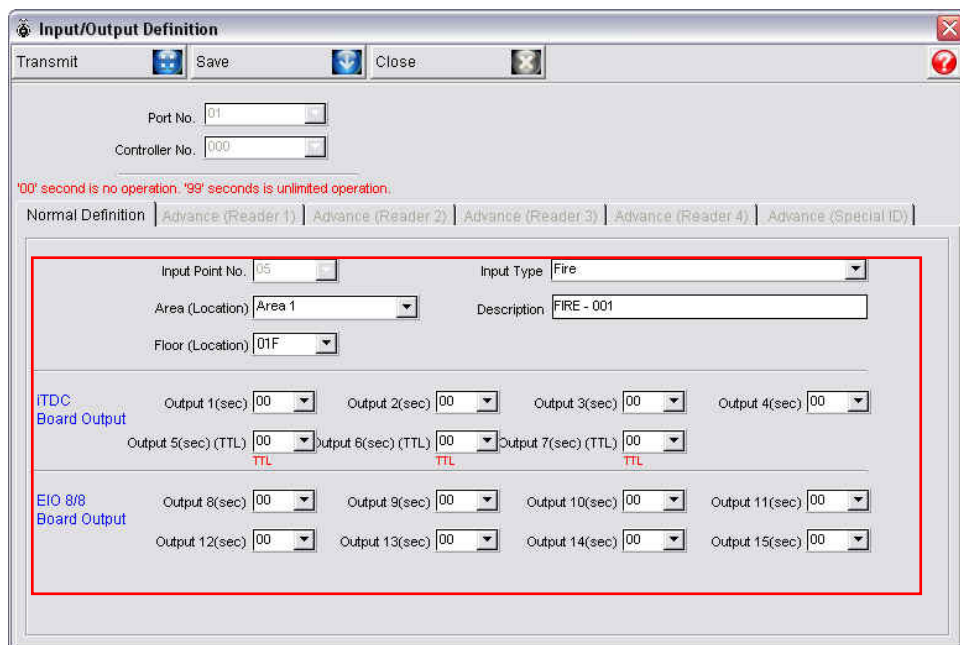 Input/Output Definition
Transmit Save Close
Port No. 01
Controller No. 000
'00' second is no operation. '99' seconds is unlimited operation.
Normal Definition Advance (Reader 1) Advance (Reader 2) Advance (Reader 3) Advance (Reader 4) Advance (Special ID)
Input Point No. 05 Input Type Fire
Area (Location) Area 1 Description FIRE - 001
Floor (Location) 01F
iTDC
Board Output
Output 1(sec) 00 Output 2(sec) 00 Output 3(sec) 00 Output 4(sec) 00
Output 5(sec) (TTL) 00 Output 6(sec) (TTL) 00 Output 7(sec) (TTL) 00
TTL TTL TTL
EIO 8/8
Board Output
Output 8(sec) 00 Output 9(sec) 00 Output 10(sec) 00 Output 11(sec) 00
Output 12(sec) 00 Output 13(sec) 00 Output 14(sec) 00 Output 15(sec) 00